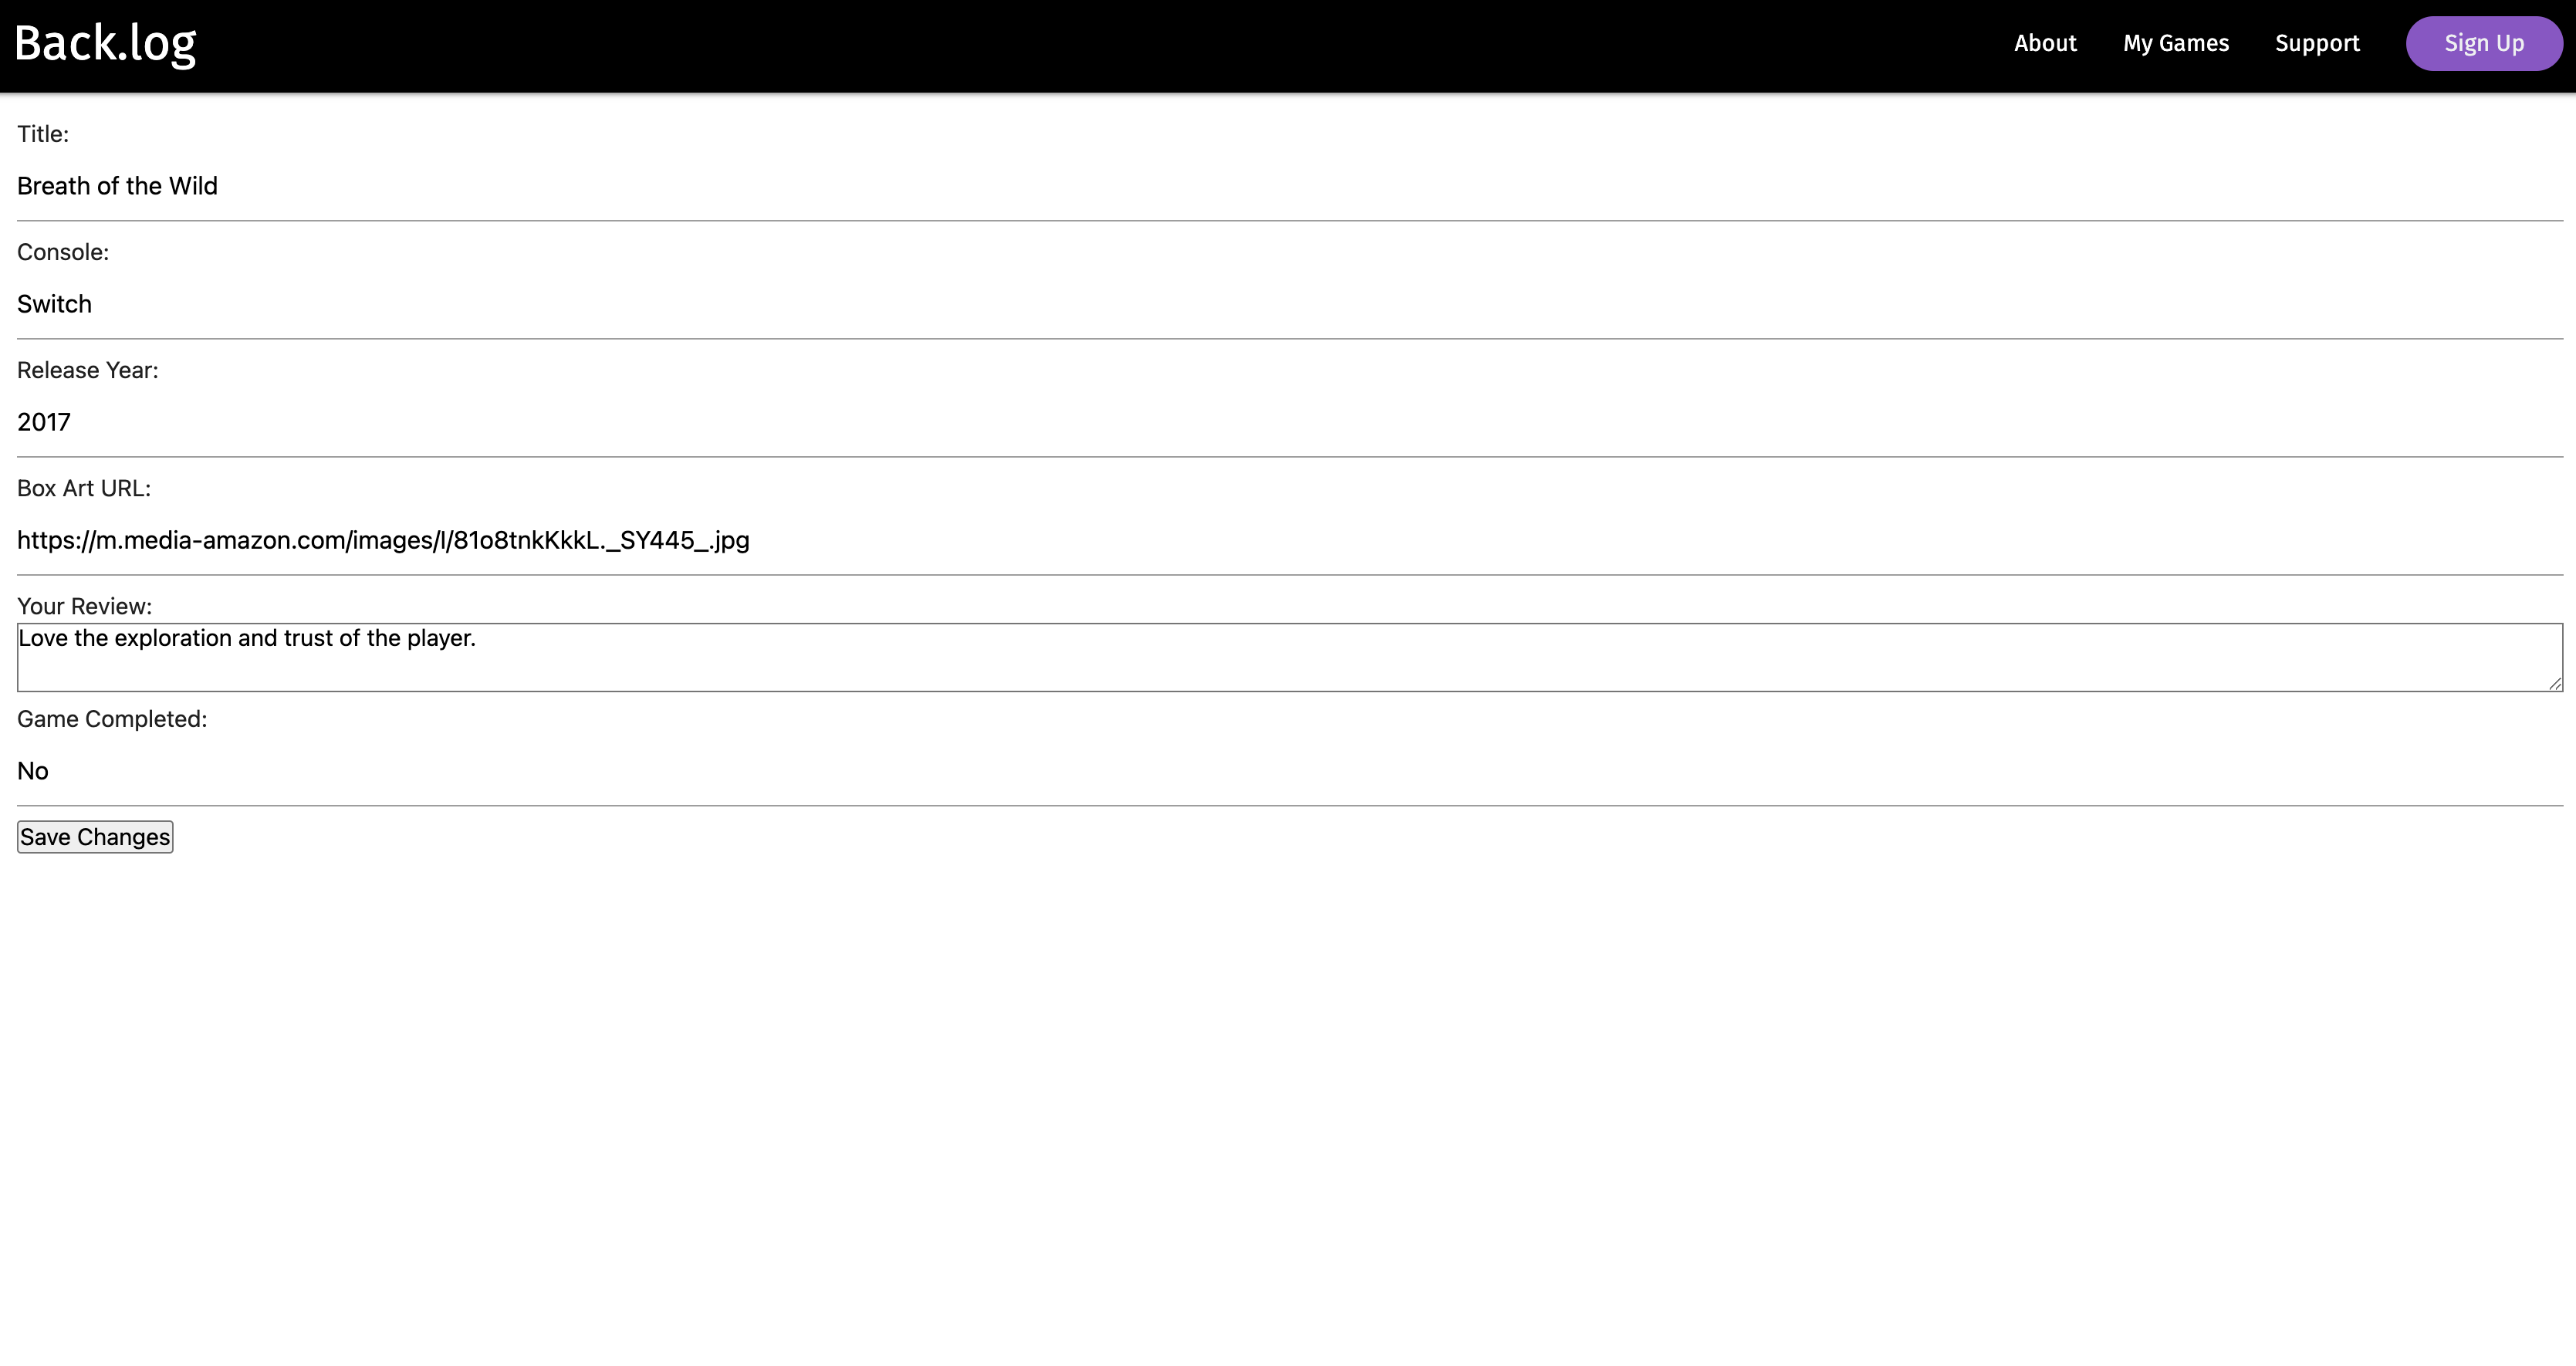 Back.log
About
My Games
Support
Sign Up
Title:
Breath of the Wild
Console:
Switch
Release Year:
2017
Box Art URL:
https://m.media-amazon.com/images/I/81o8tnkKkkL._SY445_.jpg
Your Review:
Love the exploration and trust of the player.
Game Completed:
No
Save Changes